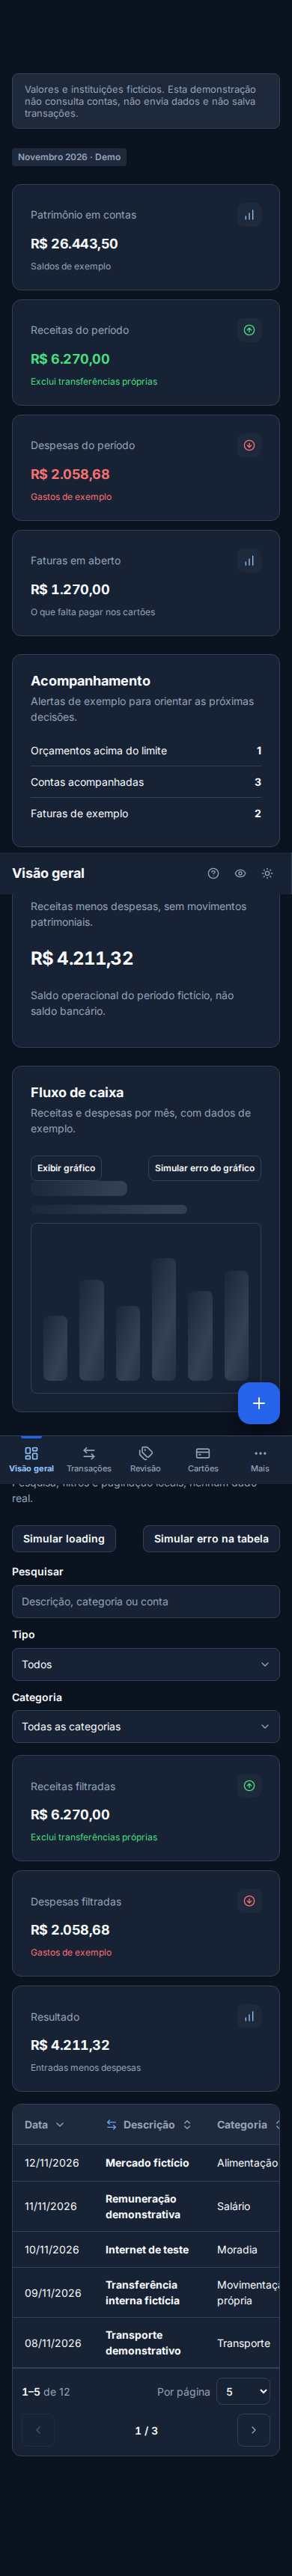 Valores e instituições fictícios. Esta demonstração
não consulta contas, não envia dados e não salva
transações.
Novembro 2026 · Demo
Patrimônio em contas
R$ 26.443,50
Saldos de exemplo
Receitas do período
R$ 6.270,00
Exclui transferências próprias
Despesas do período
R$ 2.058,68
Gastos de exemplo
Faturas em aberto
R$ 1.270,00
O que falta pagar nos cartões
Acompanhamento
Alertas de exemplo para orientar as próximas
decisões.
Orçamentos acima do limite 1
Contas acompanhadas 3
Faturas de exemplo 2
Visão geral
Receitas menos despesas, sem movimentos
patrimoniais.
R$ 4.211,32
Saldo operacional do período fictício, não
saldo bancário.
Fluxo de caixa
Receitas e despesas por mês, com dados de
exemplo.
Exibir gráfico Simular erro do gráfico
Visão geral Transações Revisão Cartões Mais
Pesquisa, filtros e paginação locais, nenhum dado
real.
Simular loading Simular erro na tabela
Pesquisar
Descrição, categoria ou conta
Tipo
Todos
Categoria
Todas as categorias
Receitas filtradas
R$ 6.270,00
Exclui transferências próprias
Despesas filtradas
R$ 2.058,68
Gastos de exemplo
Resultado
R$ 4.211,32
Entradas menos despesas
Data Descrição Categoria
12/11/2026 Mercado fictício Alimentação
11/11/2026 Remuneração demonstrativa Salário
10/11/2026 Internet de teste Moradia
09/11/2026 Transferência interna fictícia Movimentaçã própria
08/11/2026 Transporte demonstrativo Transporte
1–5 de 12 Por página 5
1 / 3